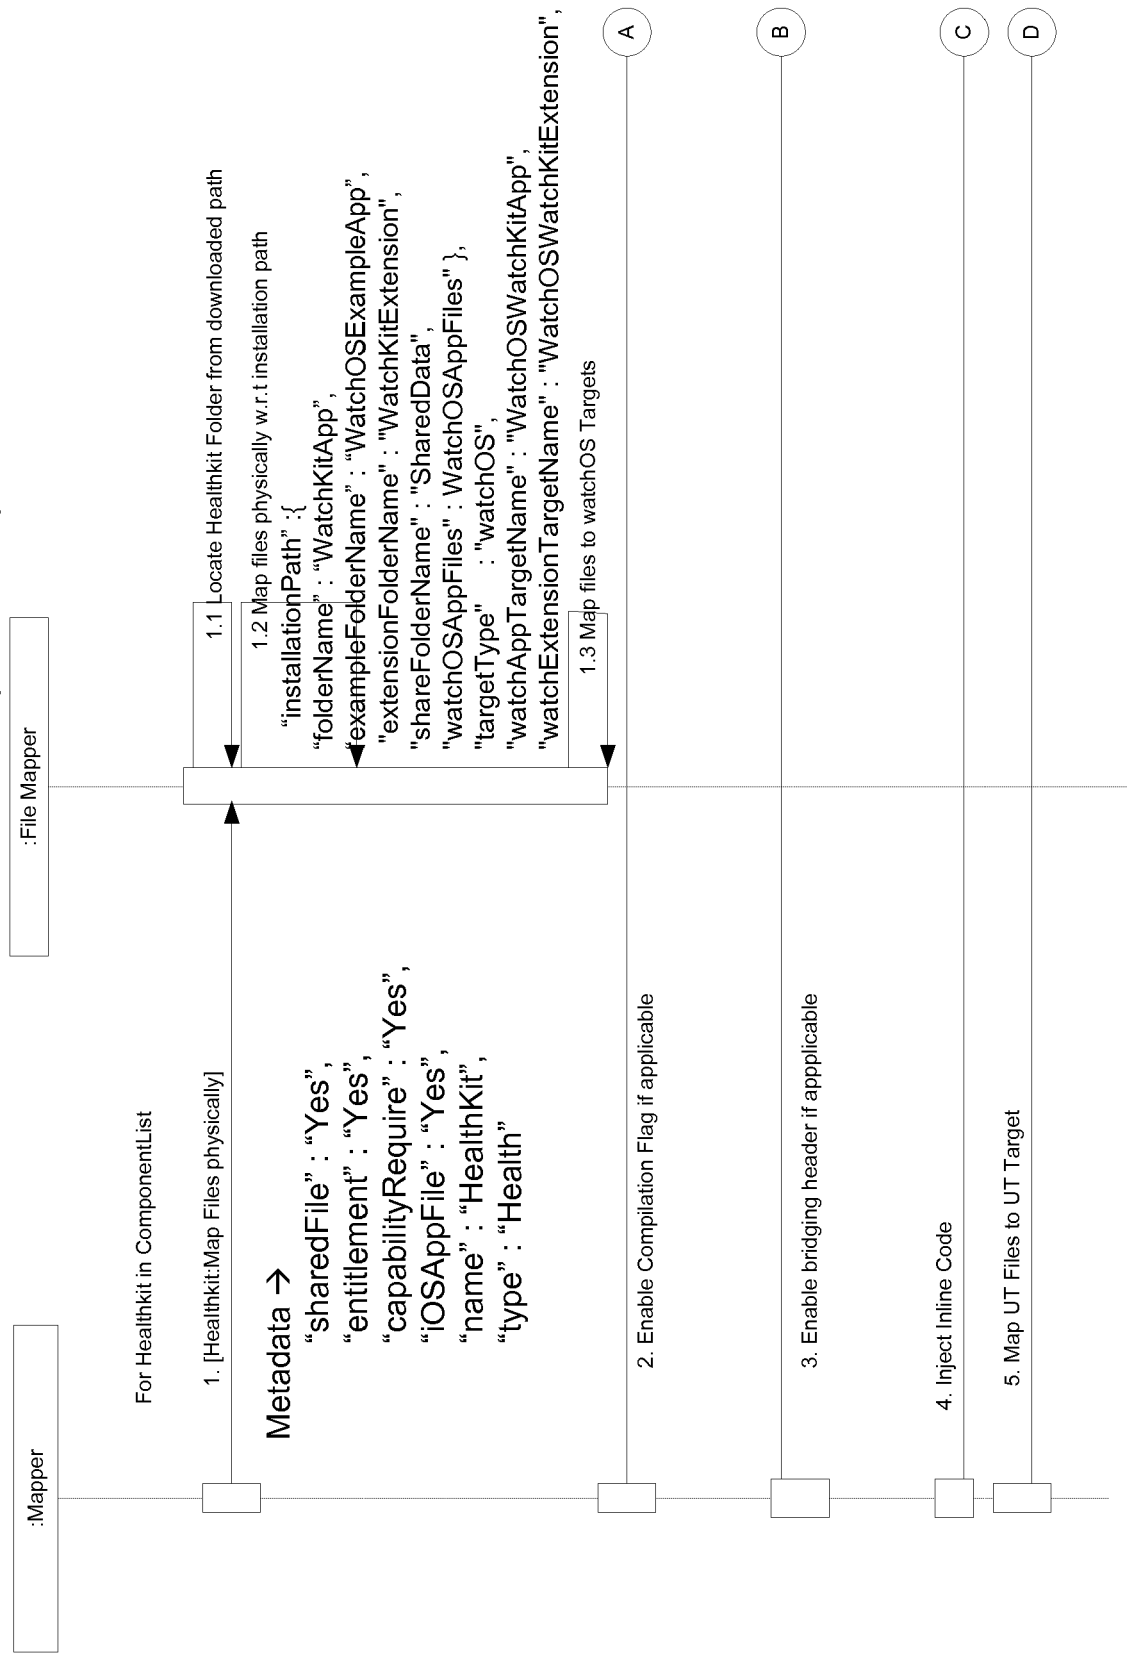 :Mapper
:File Mapper
For Healthkit in ComponentList
1. [Healthkit:Map Files physically]
Metadata →
“sharedFile” : “Yes”,
“entitlement” : “Yes”,
“capabilityRequire” : “Yes”,
“iOSAppFile” : “Yes”,
“name” : “HealthKit”,
“type” : “Health”
1.1 Locate Healthkit Folder from downloaded path
1.2 Map files physically w.r.t installation path
“installationPath” :{
“folderName” : “WatchKitApp”,
“exampleFolderName” : “WatchOSExampleApp”,
"extensionFolderName" : "WatchKitExtension",
"shareFolderName" : "SharedData",
"watchOSAppFiles" : WatchOSAppFiles" },
"targetType" : "watchOS",
"watchAppTargetName" : "WatchOSWatchKitApp",
"watchExtensionTargetName" : "WatchOSWatchKitExtension",
1.3 Map files to watchOS Targets
2. Enable Compilation Flag if applicable
A
3. Enable bridging header if appplicable
B
4. Inject Inline Code
C
5. Map UT Files to UT Target
D